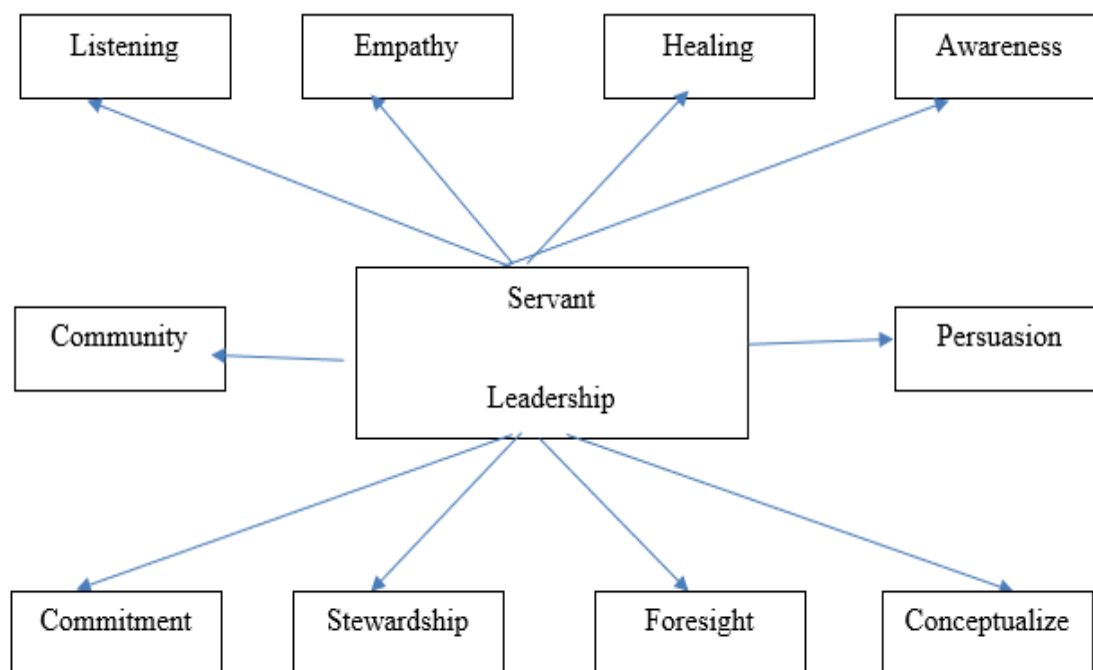 Listening
Empathy
Healing
Awareness
Servant
Leadership
Community
Persuasion
Commitment
Stewardship
Foresight
Conceptualize